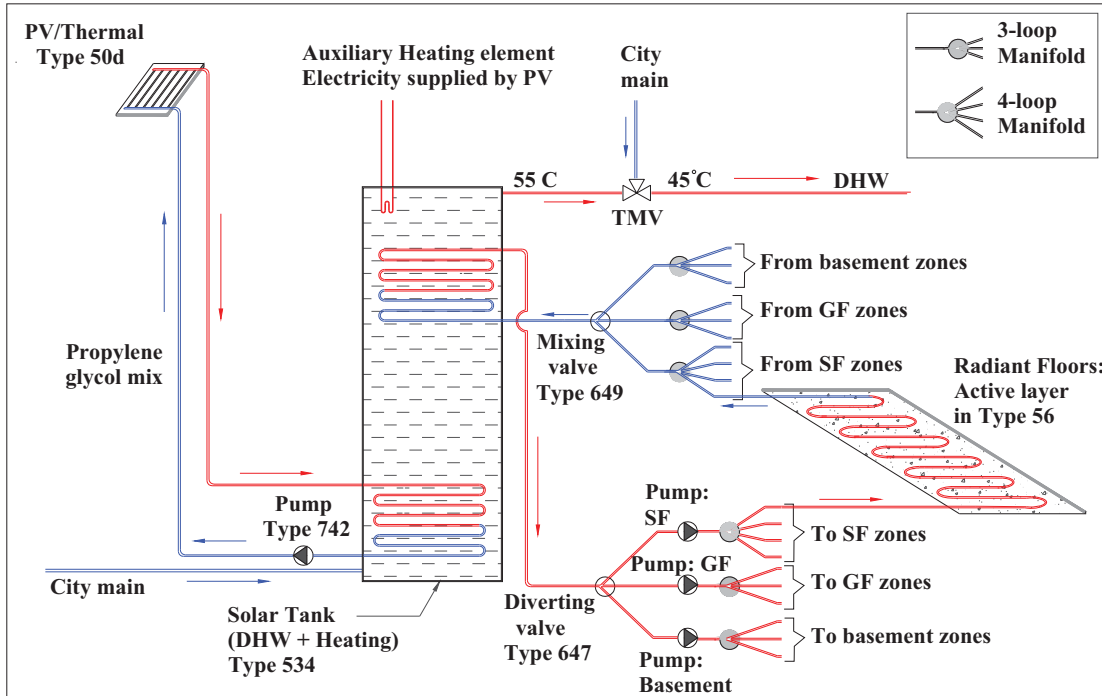 PV/Thermal
Type 50d
Auxiliary Heating element
Electricity supplied by PV
City
main
3-loop
Manifold
4-loop
Manifold
55 C
45°C
DHW
TMV
From basement zones
From GF zones
From SF zones
Mixing
valve
Type 649
Propylene
glycol mix
Radiant Floors:
Active layer
in Type 56
Pump
Type 742
Pump:
SF
To SF zones
Pump: GF
To GF zones
City main
Diverting
valve
Type 647
To basement zones
Pump:
Basement
Solar Tank
(DHW + Heating)
Type 534